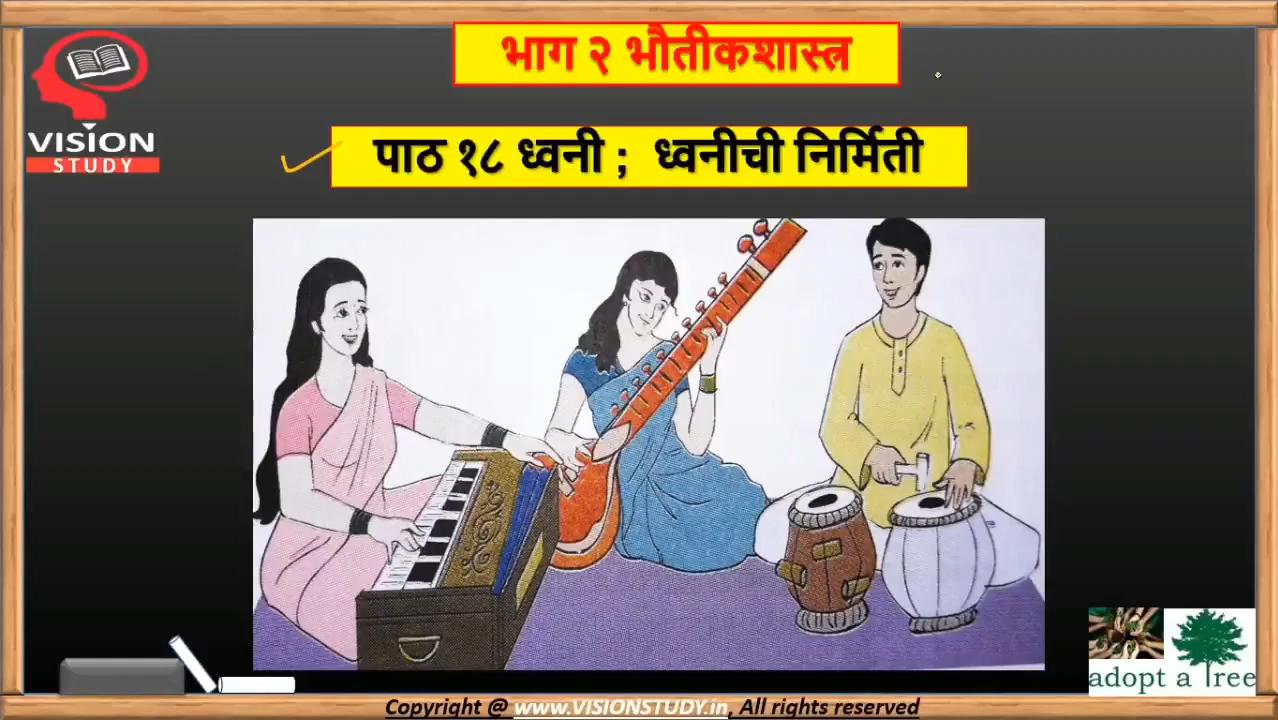 भाग २ भौतीकशास्त्र
VISION
STUDY
पाठ १८ ध्वनी ; ध्वनीची निर्मिती
adopt a Tree
Copyright @ www.VISIONSTUDY.in, All rights reserved